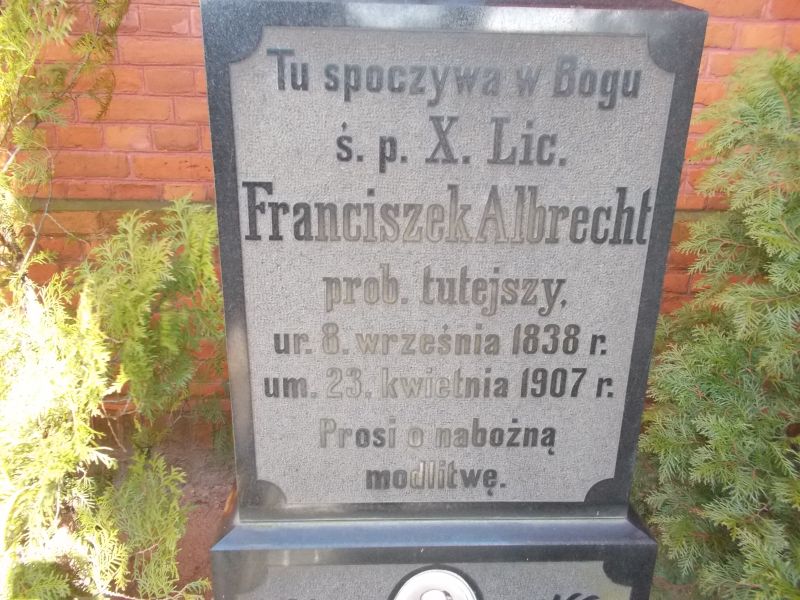 Tu spoczywa w Bogu
ś. p. X. Lic.
Franciszek Albrecht
prob. tutejszy,
ur. 8. września 1838 r.
um. 23. kwietnia 1907 r.
Prosi o nabożną
modlitwę.